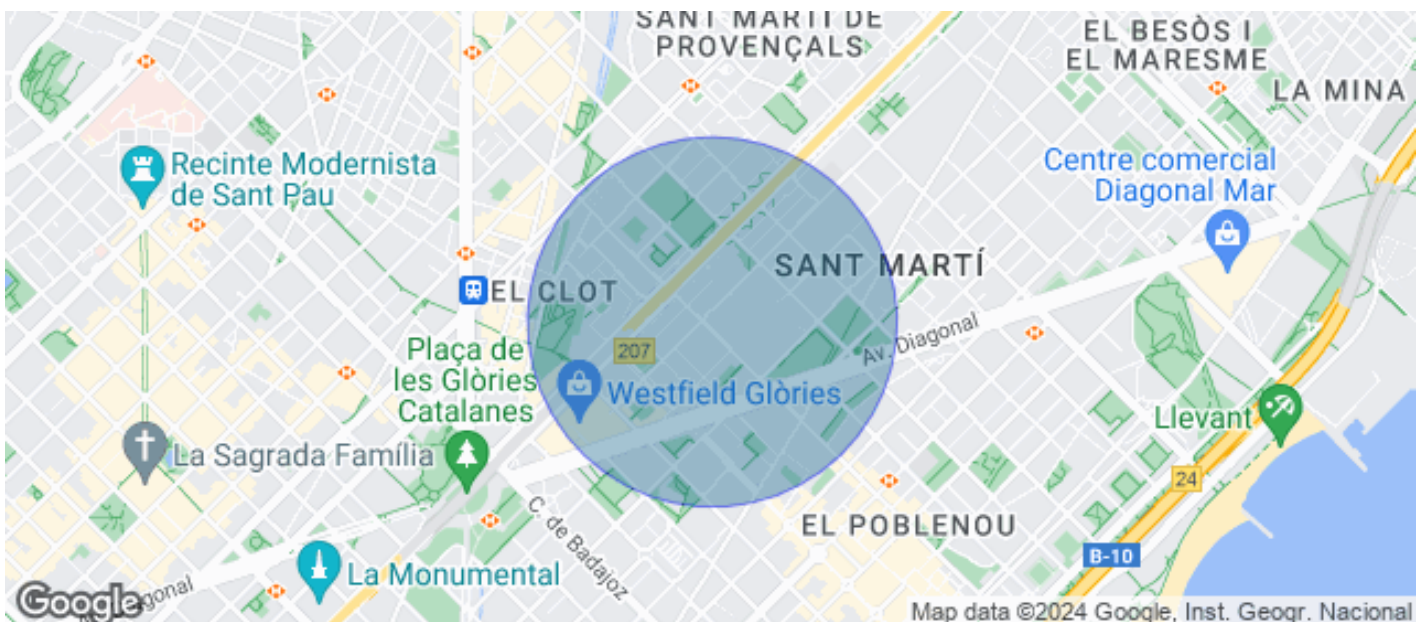 SANT MARTÍ DE
PROVENÇALS
EL BESÒS I
EL MARESME
LA MINA
Recinte Modernista
de Sant Pau
Centre comercial
Diagonal Mar
SANT MARTÍ
EL CLOT
Plaça de
les Glòries
Catalanes
207
Av. Diagonal
Westfield Glòries
Llevant
La Sagrada Família
24
C. de Badajoz
EL POBLENOU
B-10
La Monumental
Diagonal
Google
Map data ©2024 Google, Inst. Geogr. Nacional